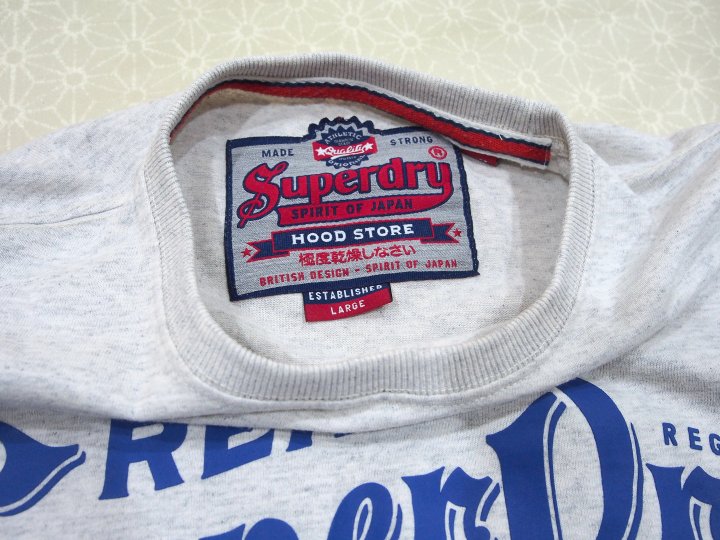 ATHLETIC
Quality
ORIGINAL
MADE STRONG
Superdry®
SPIRIT OF JAPAN
HOOD STORE
極度乾燥しなさい
BRITISH DESIGN - SPIRIT OF JAPAN
ESTABLISHED
LARGE
REG